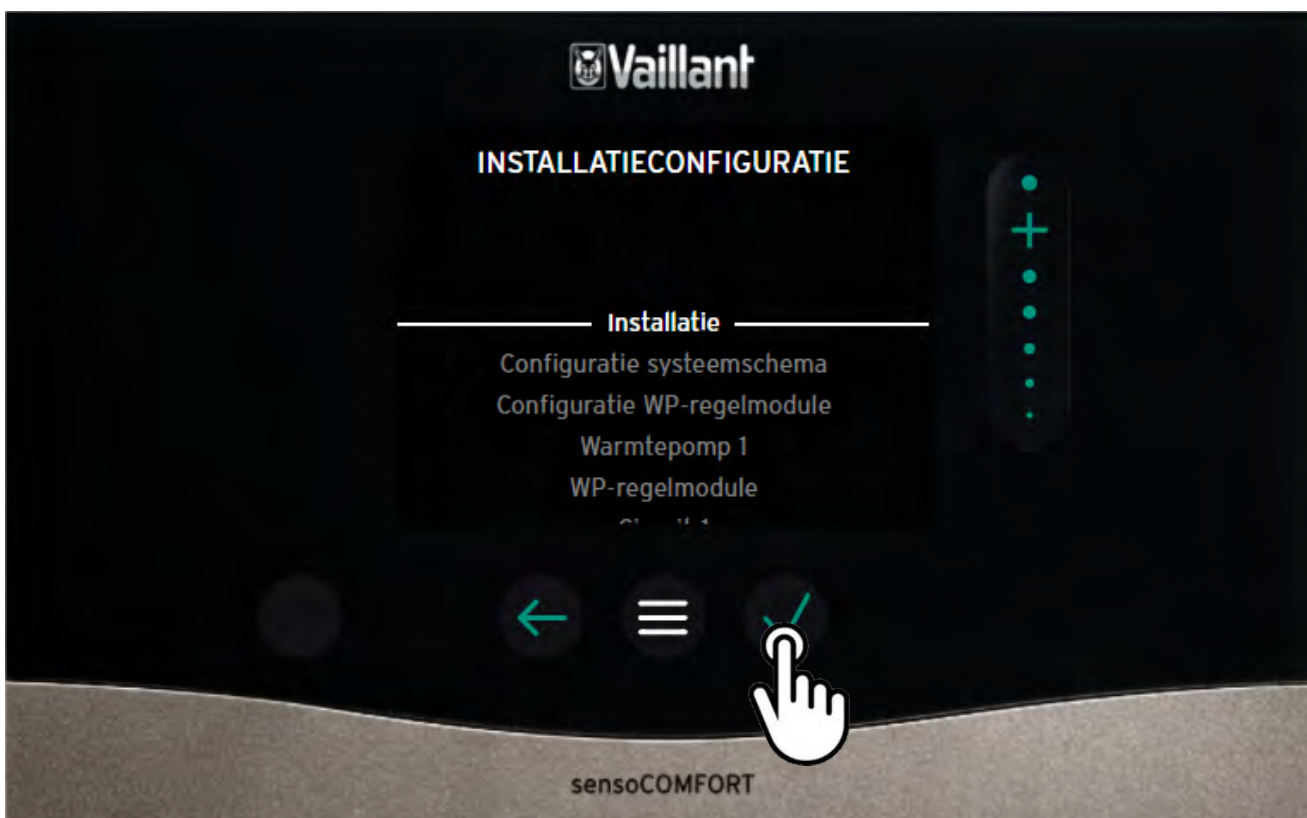 Vaillant
INSTALLATIECONFIGURATIE
Installatie
Configuratie systeemschema
Configuratie WP-regelmodule
Warmtepomp 1
WP-regelmodule
sensoCOMFORT